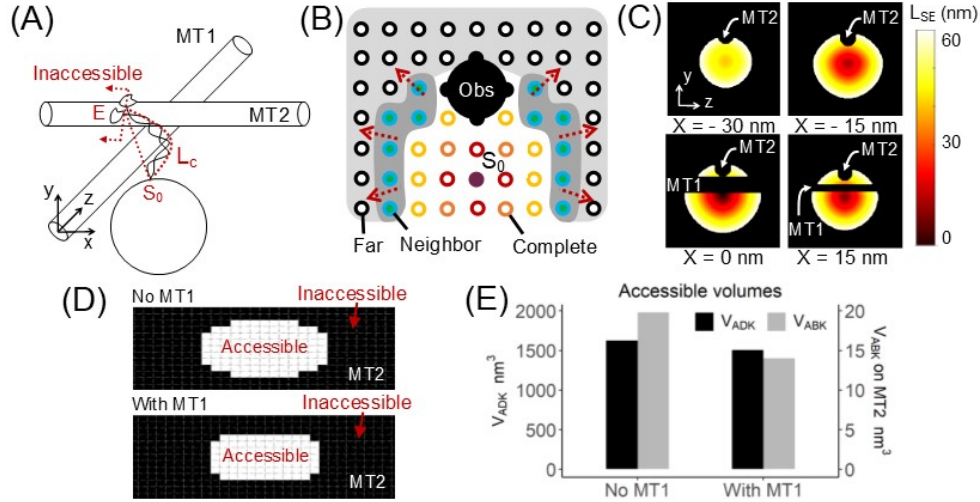 (A)
MT1
Inaccessible
E
MT2
Lc
S0
y
z
x
(B)
Obs
S0
Far
Neighbor
Complete
(C)
MT2
y
z
X = - 30 nm
MT2
X = - 15 nm
MT2
MT1
X = 0 nm
MT2
MT1
X = 15 nm
LSE (nm)
60
30
0
(D)
No MT1
Inaccessible
Accessible
MT2
With MT1
Inaccessible
Accessible
MT2
(E)
Accessible volumes
VADK
VABK
2000
1500
1000
500
0
VADK nm³
20
15
10
5
0
VABK on MT2 nm³
No MT1
With MT1